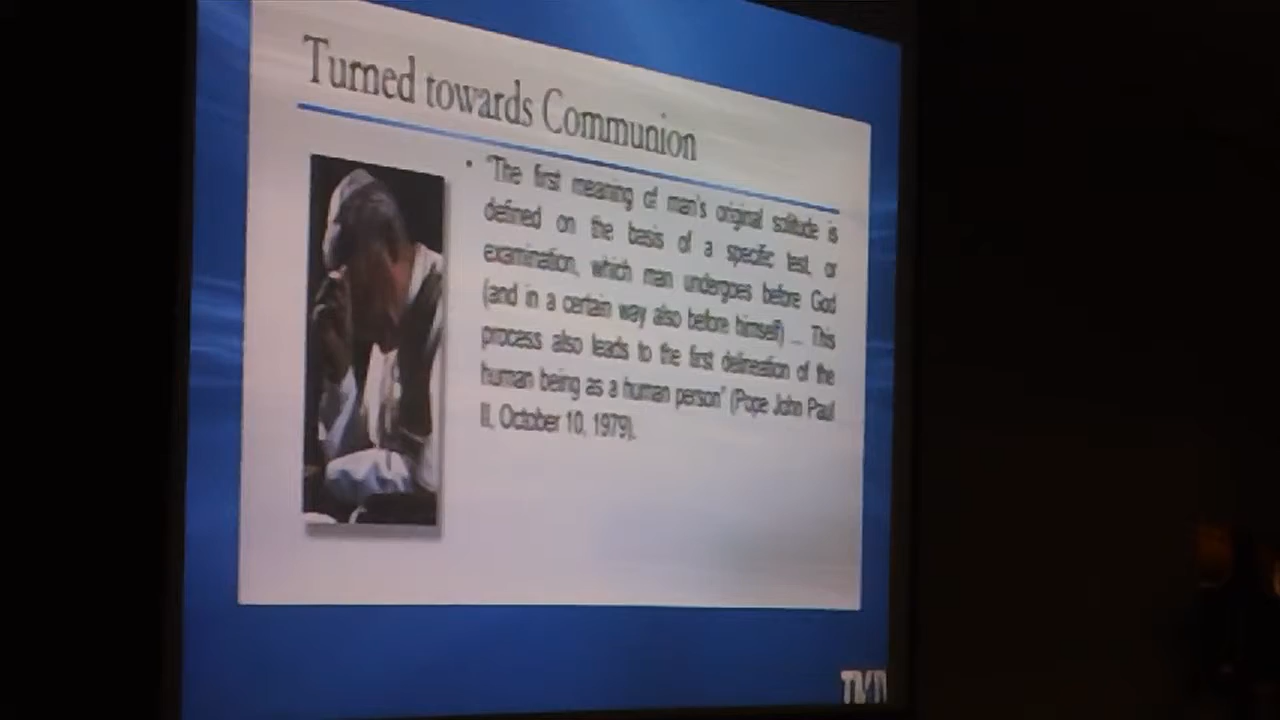 Turned towards Communion
• "The first meaning of man's original solitude is
defined on the basis of a specific test, or
examination, which man undergoes before God
(and in a certain way also before himself) ... This
process also leads to the first delineation of the
human being as a human person" (Pope John Paul
II, October 10, 1979).